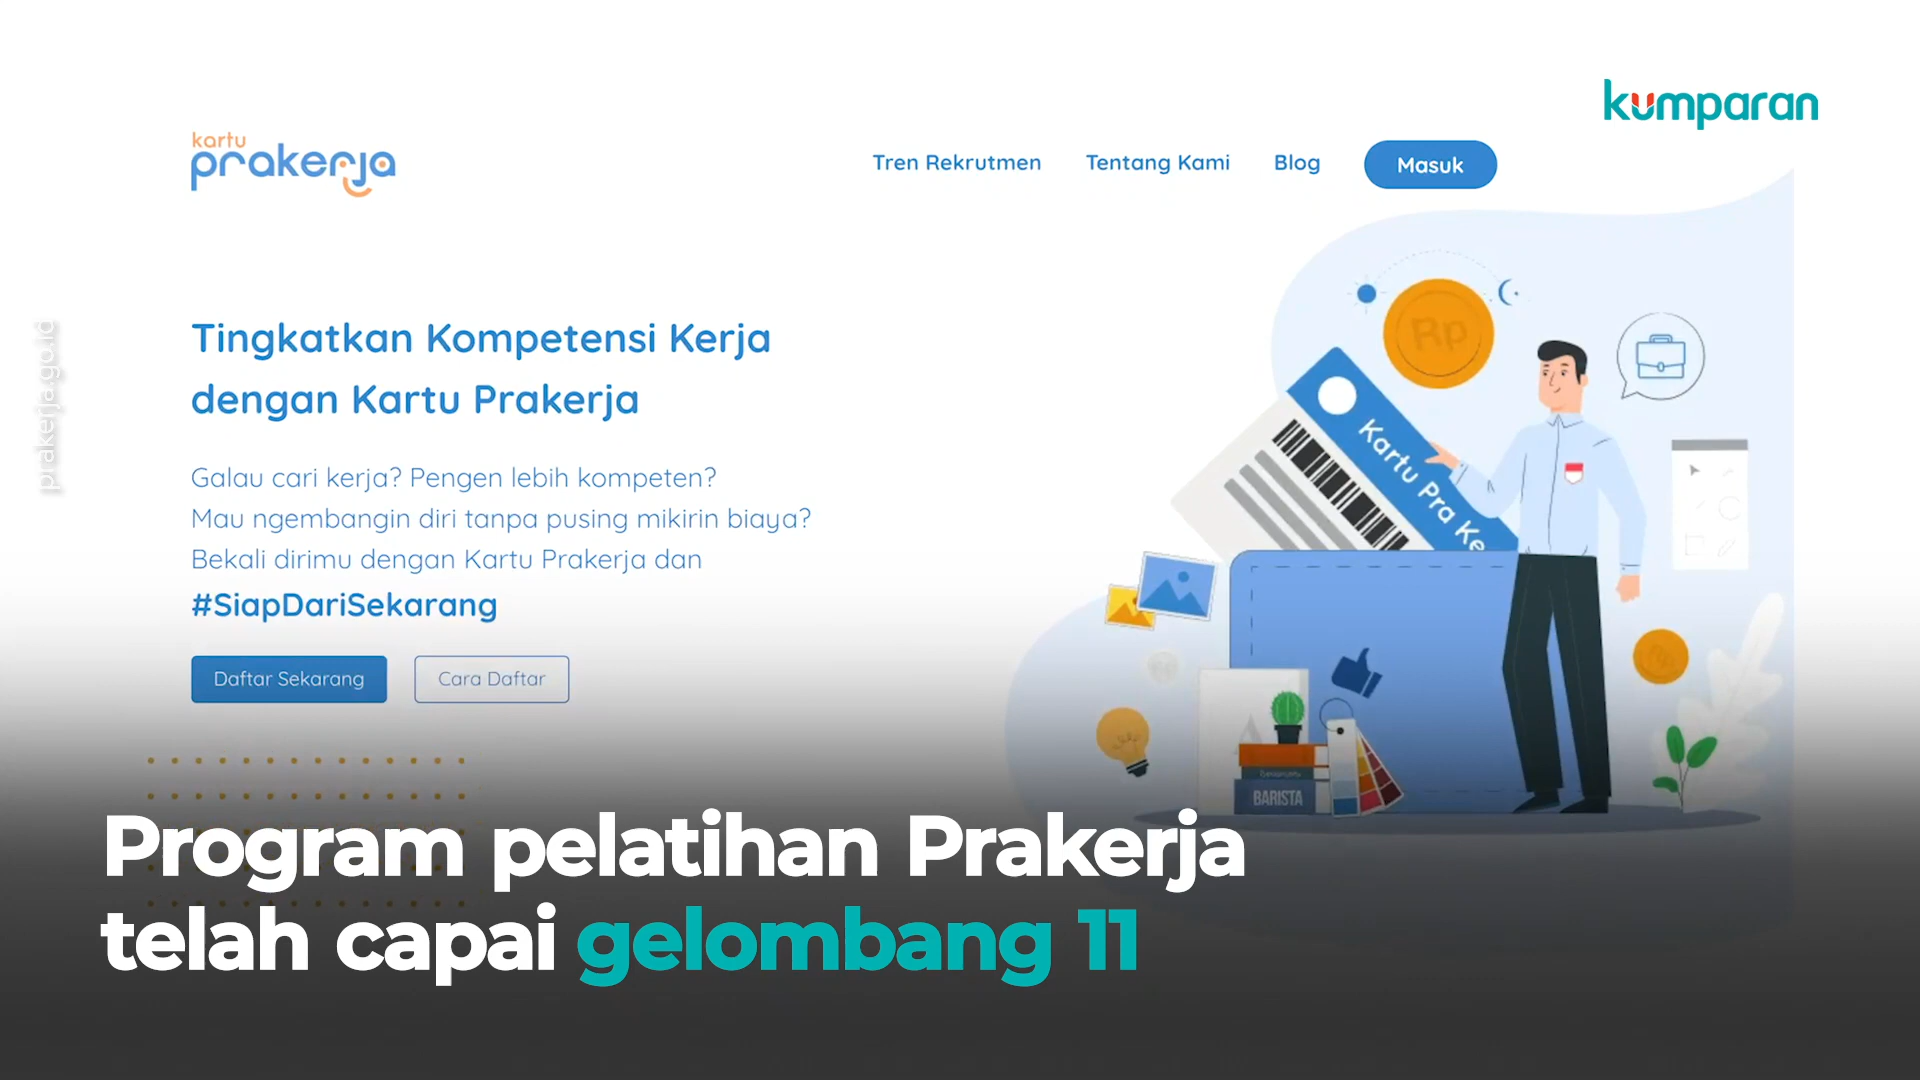 kumparan
kartu
prakerja
Tren Rekrutmen
Tentang Kami
Blog
Masuk
prakerja.go.id
Tingkatkan Kompetensi Kerja
dengan Kartu Prakerja
Galau cari kerja? Pengen lebih kompeten?
Mau ngembangin diri tanpa pusing mikirin biaya?
Bekali dirimu dengan Kartu Prakerja dan
#SiapDariSekarang
Daftar Sekarang
Cara Daftar
Rp
Kartu Pra Ke
BARISTA
Program pelatihan Prakerja
telah capai gelombang 11